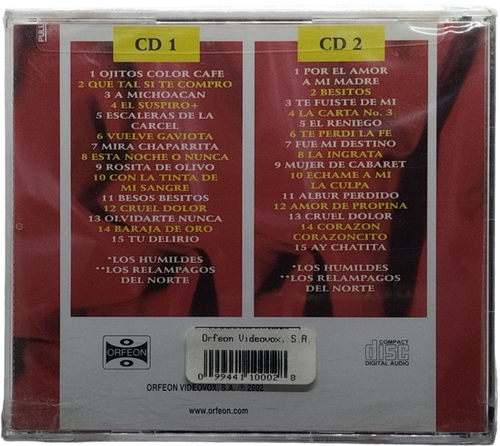 PULL
CD 1
1 OJITOS COLOR CAFE
2 QUE TAL SI TE COMPRO
3 A MICHOACAN
4 EL SUSPIRO+
5 ESCALERAS DE LA
CARCEL
6 VUELVE GAVIOTA
7 MIRA CHAPARRITA
8 ESTA NOCHE O NUNCA
9 ROSITA DE OLIVO
10 CON LA TINTA DE
MI SANGRE
11 BESOS BESITOS
12 CRUEL DOLOR
13 OLVIDARTE NUNCA
14 BARAJA DE ORO
15 TU DELIRIO
*LOS HUMILDES
**LOS RELAMPAGOS
DEL NORTE
CD 2
1 POR EL AMOR
A MI MADRE
2 BESITOS
3 TE FUISTE DE MI
4 LA CARTA No. 3
5 EL RENIEGO
6 TE PERDI LA FE
7 FUE MI DESTINO
8 LA INGRATA
9 MUJER DE CABARET
10 ECHAME A MI
LA CULPA
11 ALBUR PERDIDO
12 AMOR DE PROPINA
13 CRUEL DOLOR
14 CORAZON
CORAZONCITO
15 AY CHATITA
*LOS HUMILDES
**LOS RELAMPAGOS
DEL NORTE
ORFEON
Orfeon Videovox, S.A.
0 99441 10002 8
COMPACT
disc
DIGITAL AUDIO
ORFEON VIDEOVOX, S.A. ℗ 2002
www.orfeon.com